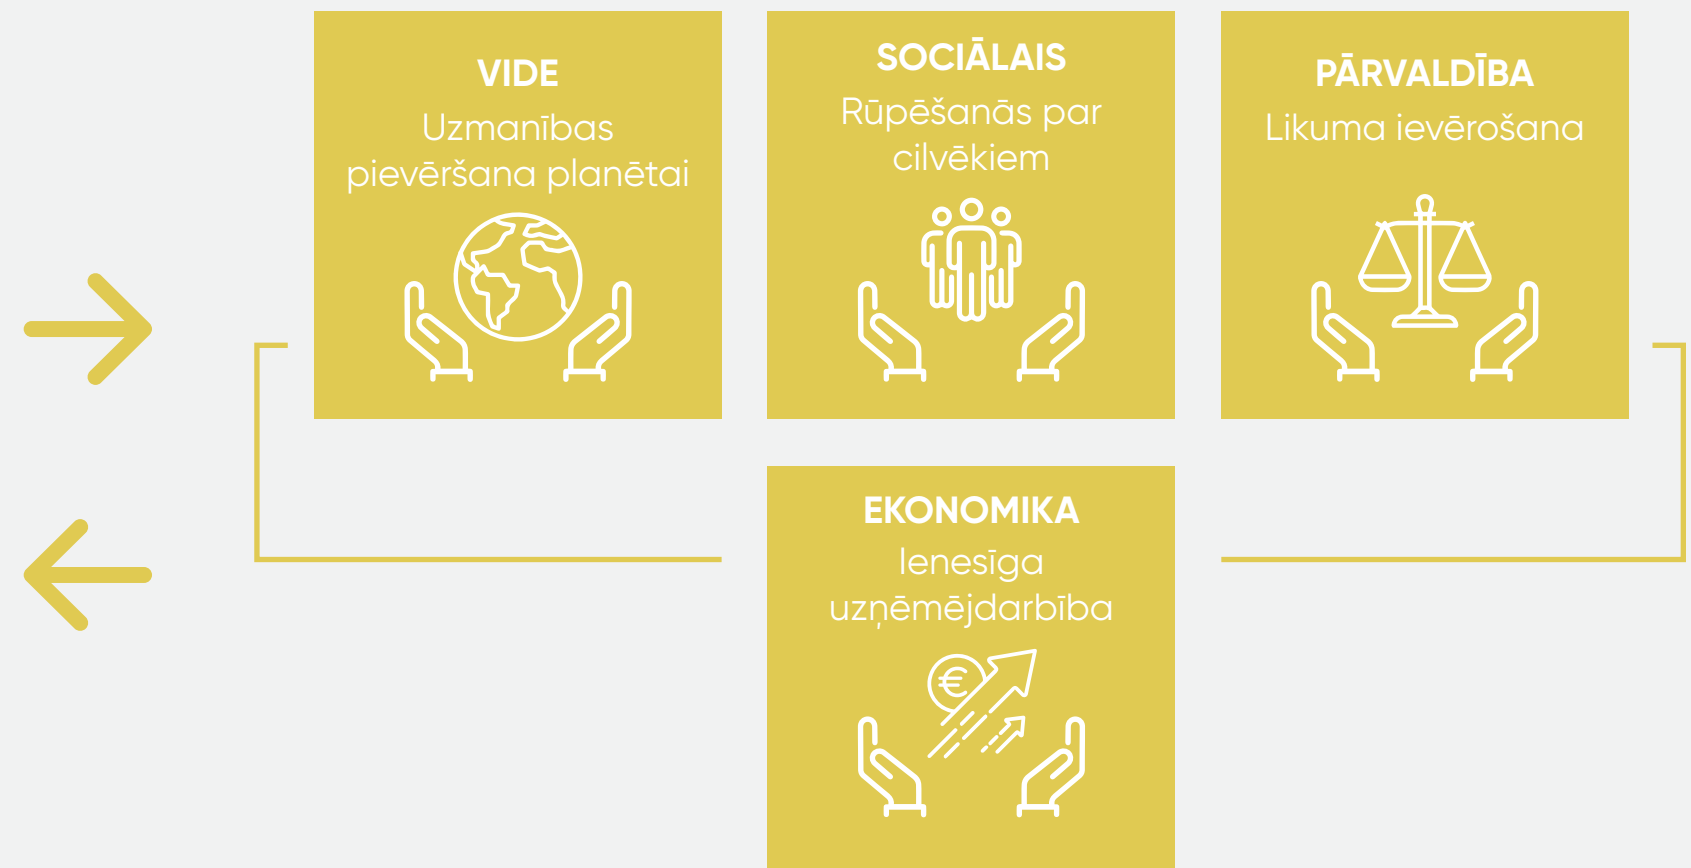 VIDE
Uzmanības
pievēršana planētai
SOCIĀLAIS
Rūpēšanās par
cilvēkiem
PĀRVALDĪBA
Likuma ievērošana
EKONOMIKA
Ienesīga
uzņēmējdarbība
€